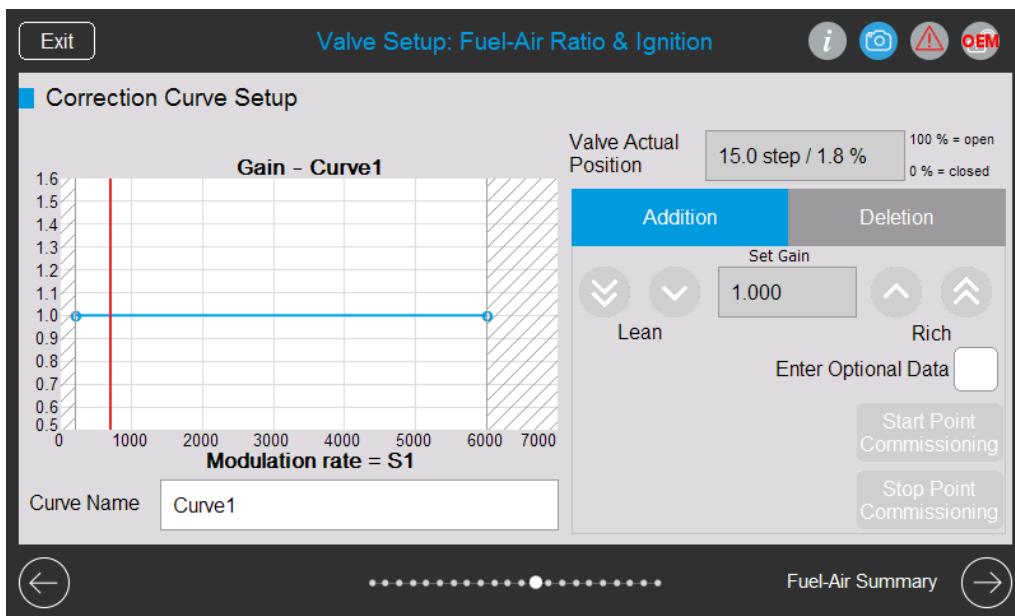 Exit
Valve Setup: Fuel-Air Ratio & Ignition
i
OEM
Correction Curve Setup
Valve Actual
Position
15.0 step / 1.8 %
100 % = open
0 % = closed
Gain - Curve1
1.6
1.5
1.4
1.3
1.2
1.1
1.0
0.9
0.8
0.7
0.6
0.5
0 1000 2000 3000 4000 5000 6000 7000
Modulation rate = S1
Curve Name
Curve1
Addition
Deletion
Set Gain
1.000
Lean
Rich
Enter Optional Data
Start Point
Commissioning
Stop Point
Commissioning
Fuel-Air Summary